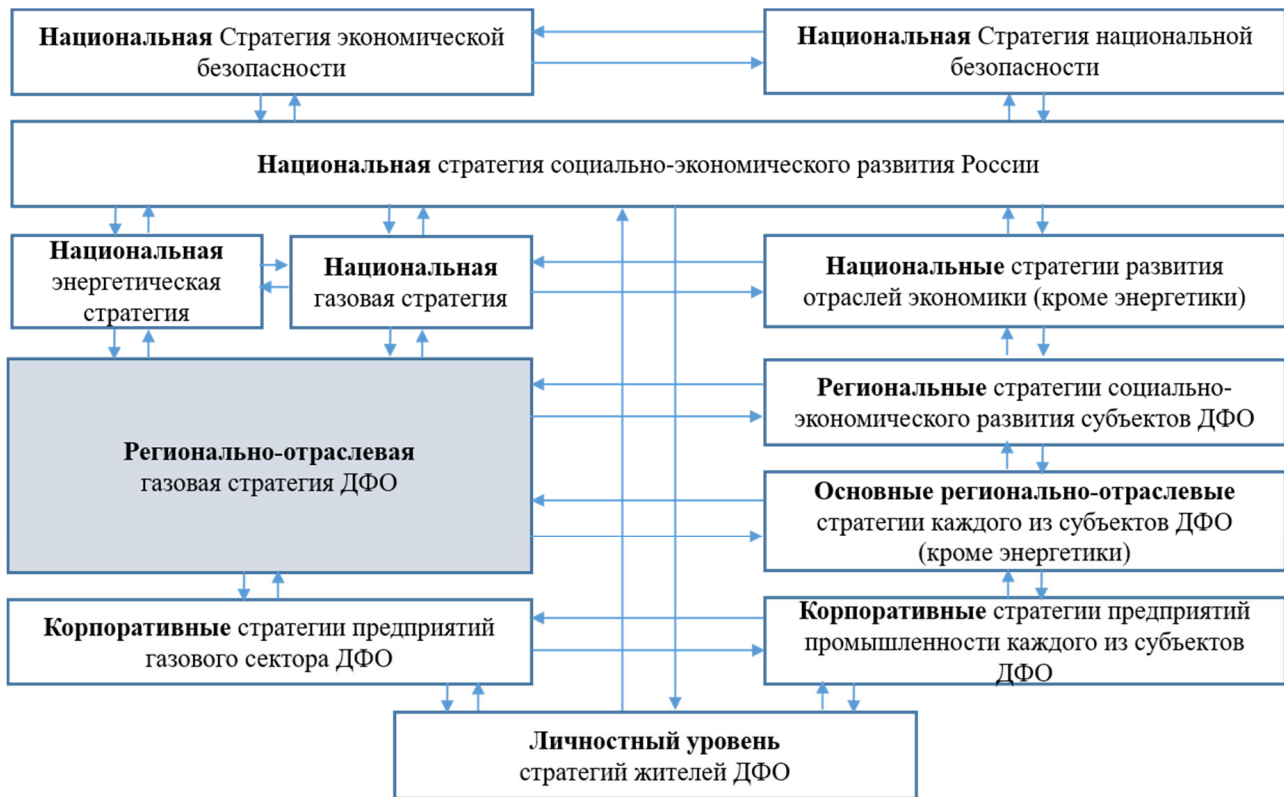 Национальная Стратегия экономической
безопасности
Национальная Стратегия национальной
безопасности
Национальная стратегия социально-экономического развития России
Национальная
энергетическая
стратегия
Национальная
газовая стратегия
Национальные стратегии развития
отраслей экономики (кроме энергетики)
Регионально-отраслевая
газовая стратегия ДФО
Региональные стратегии социально-
экономического развития субъектов ДФО
Основные регионально-отраслевые
стратегии каждого из субъектов ДФО
(кроме энергетики)
Корпоративные стратегии предприятий
газового сектора ДФО
Корпоративные стратегии предприятий
промышленности каждого из субъектов
ДФО
Личностный уровень
стратегий жителей ДФО